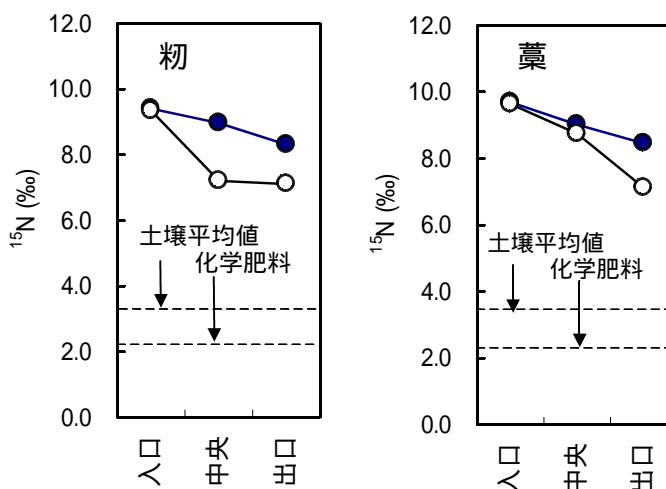 籾
12.0
10.0
8.0
6.0
4.0
2.0
0.0
15N (‰)
土壌平均値
化学肥料
入口
中央
出口
藁
12.0
10.0
8.0
6.0
4.0
2.0
0.0
15N (‰)
土壌平均値
化学肥料
入口
中央
出口